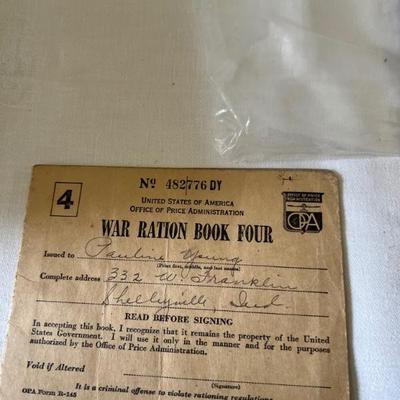 4
Nº 482776 DY
UNITED STATES OF AMERICA
OFFICE OF PRICE ADMINISTRATION
OFFICE OF PRICE ADMINISTRATION
OPA
WAR RATION BOOK FOUR
Issued to Pauline Young
(Print first, middle, and last names)
Complete address 332 W. Franklin
Shelbyville, Ind.
READ BEFORE SIGNING
In accepting this book, I recognize that it remains the property of the United
States Government. I will use it only in the manner and for the purposes
authorized by the Office of Price Administration.
Void if Altered
(Signature)
It is a criminal offense to violate rationing regulations.
OPA Form R-145